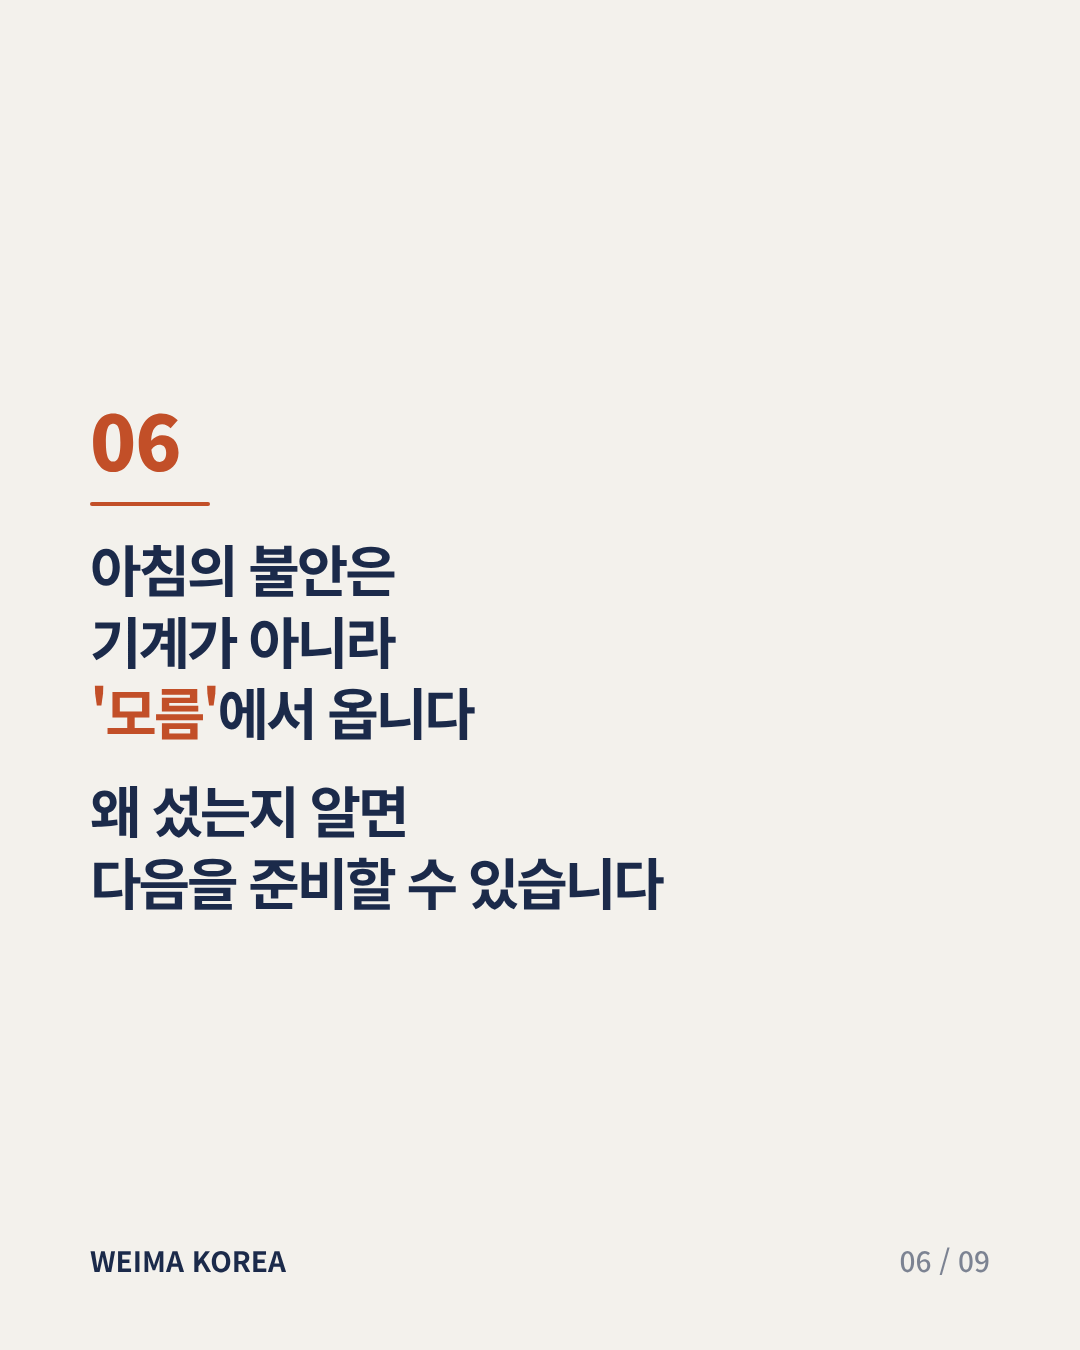 06
아침의 불안은
기계가 아니라
'모름'에서 옵니다
왜 섰는지 알면
다음을 준비할 수 있습니다
WEIMA KOREA
06 / 09